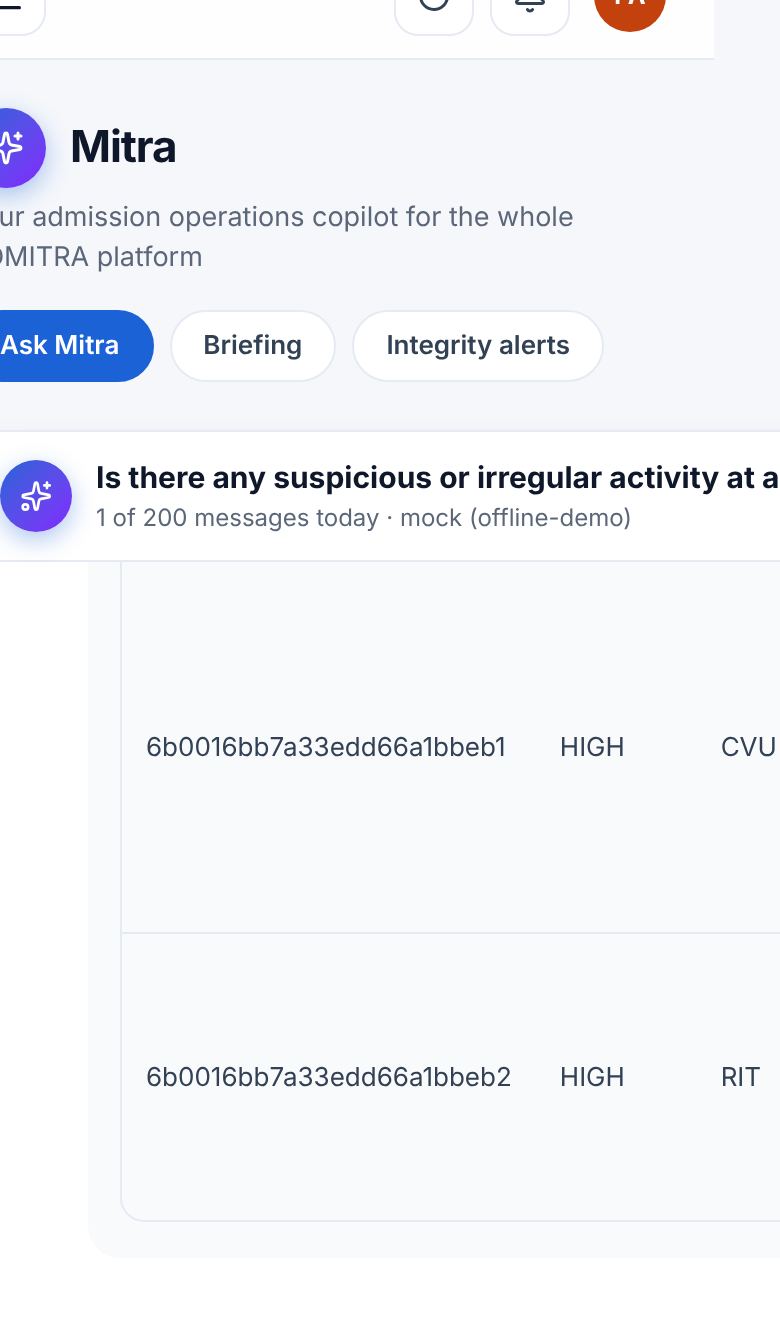 Mitra
ur admission operations copilot for the whole
OMITRA platform
Ask Mitra
Briefing
Integrity alerts
Is there any suspicious or irregular activity at a
1 of 200 messages today · mock (offline-demo)
6b0016bb7a33edd66a1bbeb1 HIGH CVU
6b0016bb7a33edd66a1bbeb2 HIGH RIT